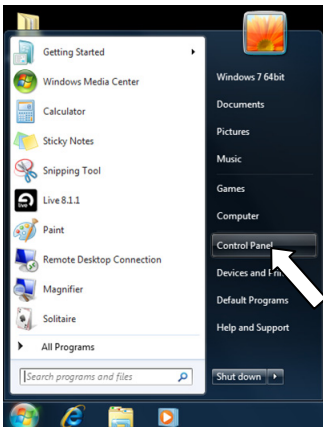 Getting Started
Windows Media Center
Calculator
Sticky Notes
Snipping Tool
Live 8.1.1
Paint
Remote Desktop Connection
Magnifier
Solitaire
All Programs
Search programs and files
Windows 7 64bit
Documents
Pictures
Music
Games
Computer
Control Panel
Devices and
Default Programs
Help and Support
Shut down